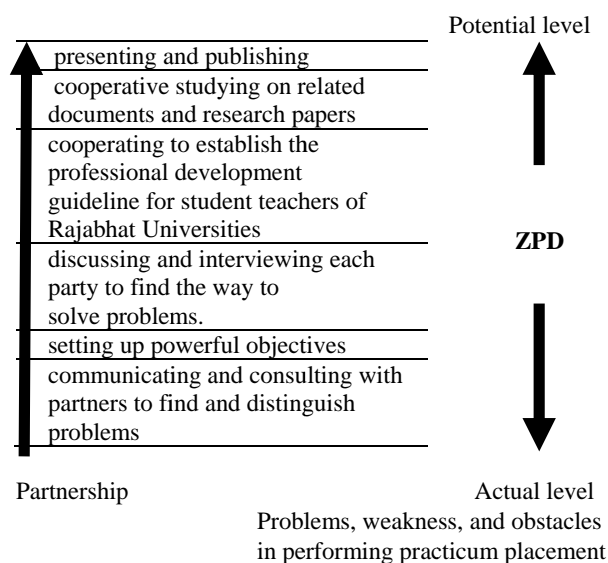 Potential level
presenting and publishing
cooperative studying on related
documents and research papers
cooperating to establish the
professional development
guideline for student teachers of
Rajabhat Universities
ZPD
discussing and interviewing each
party to find the way to
solve problems.
setting up powerful objectives
communicating and consulting with
partners to find and distinguish
problems
Partnership
Actual level
Problems, weakness, and obstacles
in performing practicum placement